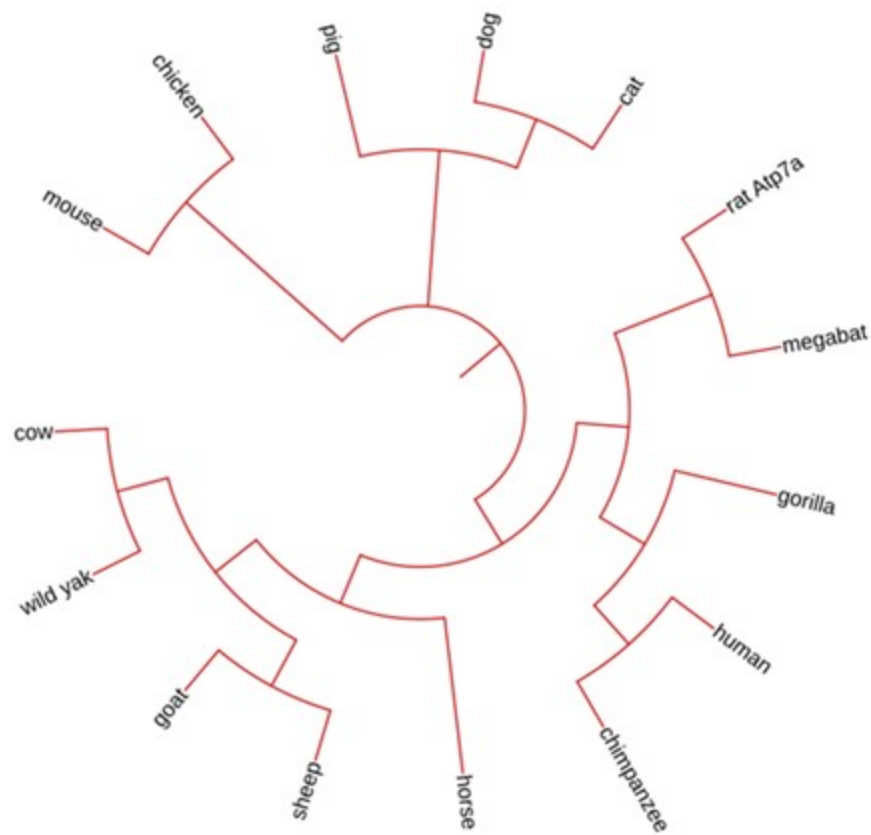 pig
dog
cat
chicken
mouse
rat Atp7a
megabat
gorilla
human
chimpanzee
horse
sheep
goat
wild yak
cow